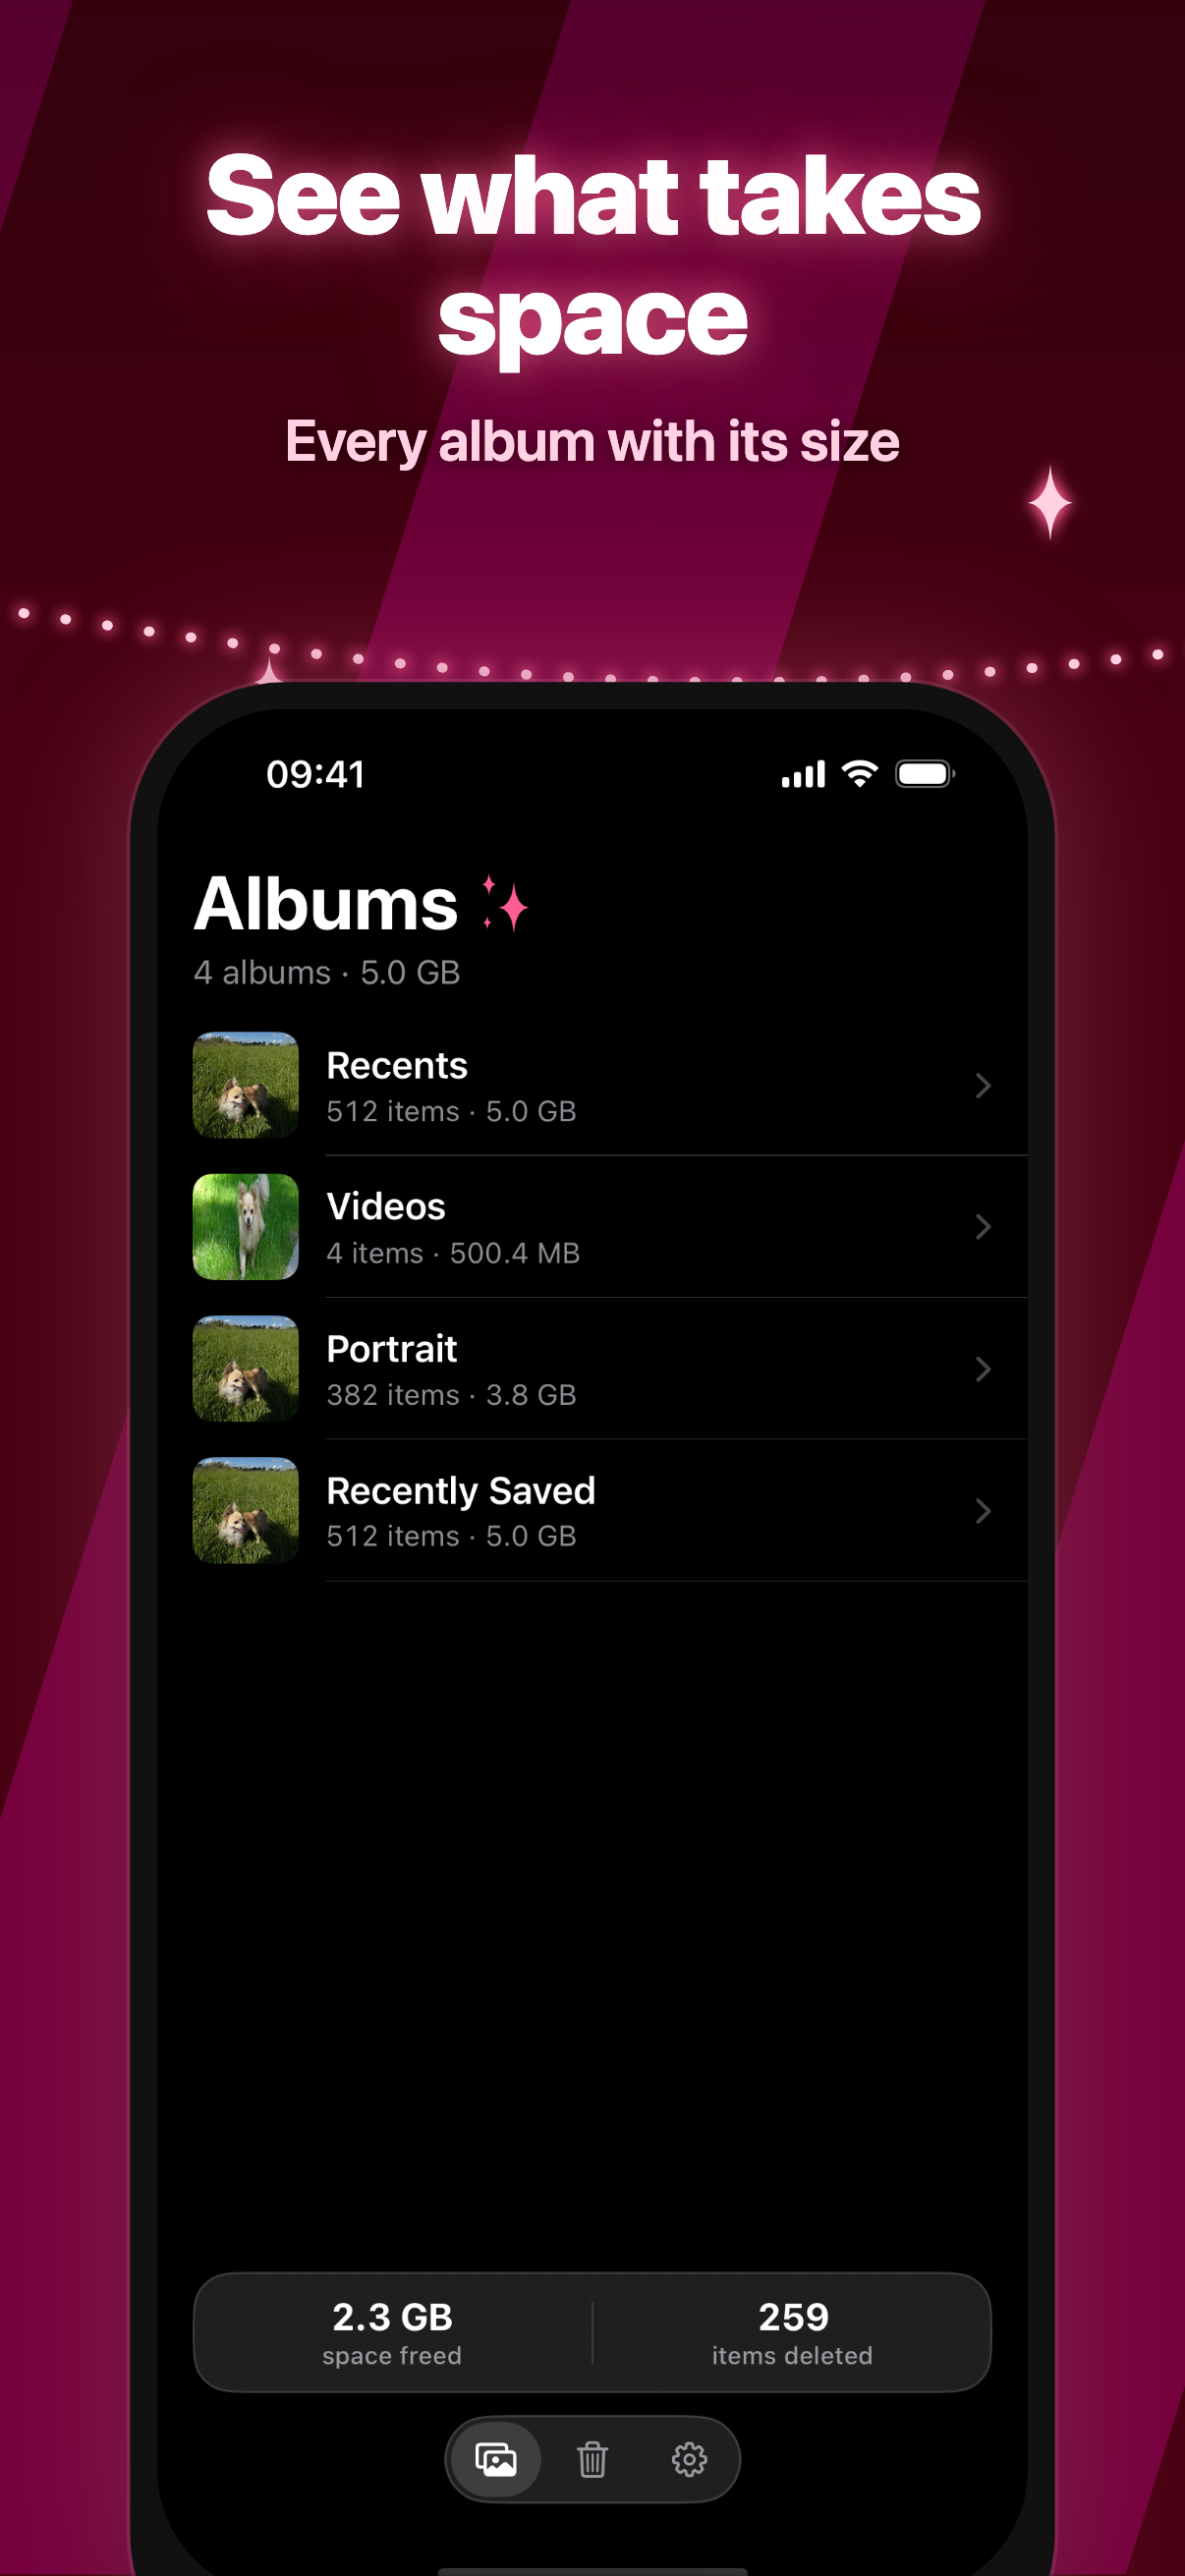 See what takes
space
Every album with its size
09:41
Albums
4 albums · 5.0 GB
Recents
512 items · 5.0 GB
Videos
4 items · 500.4 MB
Portrait
382 items · 3.8 GB
Recently Saved
512 items · 5.0 GB
2.3 GB
space freed
259
items deleted